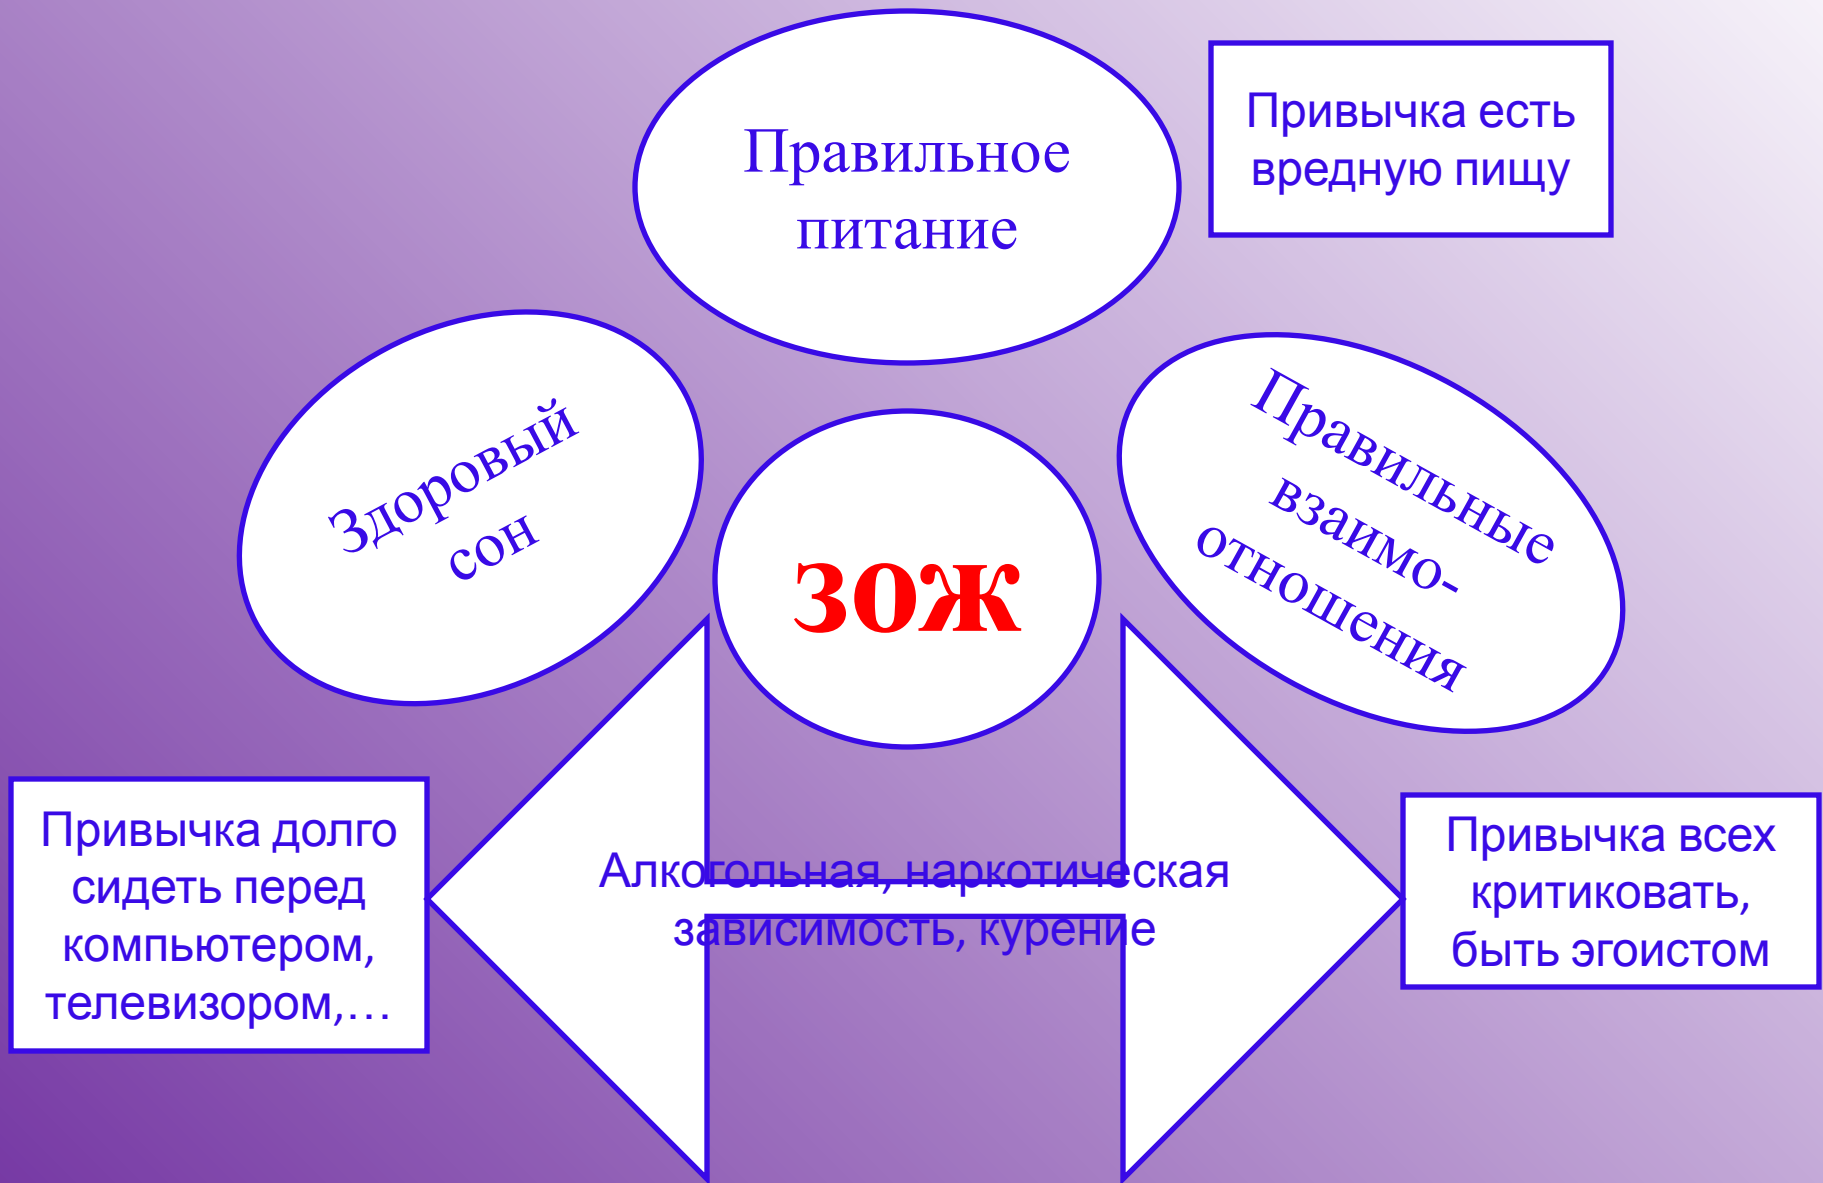 Правильное
питание
Привычка есть
вредную пищу
Здоровый
сон
зож
Правильные
взаимо-
отношения
Привычка долго
сидеть перед
компьютером,
телевизором,…
Алкогольная, наркотическая
зависимость, курение
Привычка всех
критиковать,
быть эгоистом